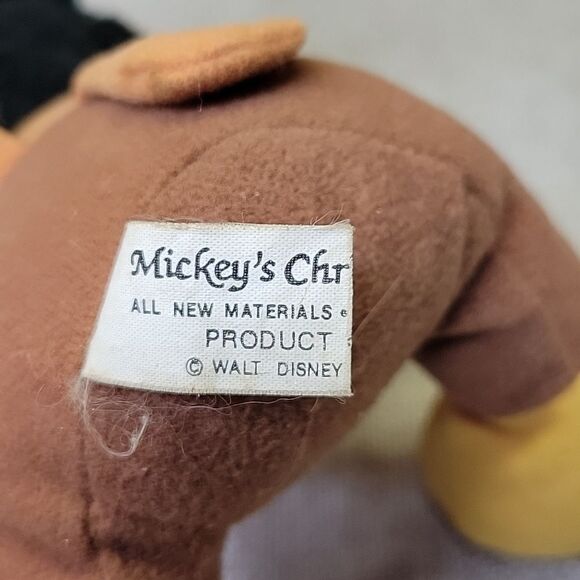 Mickey's Chr
ALL NEW MATERIALS
PRODUCT
© WALT DISNEY